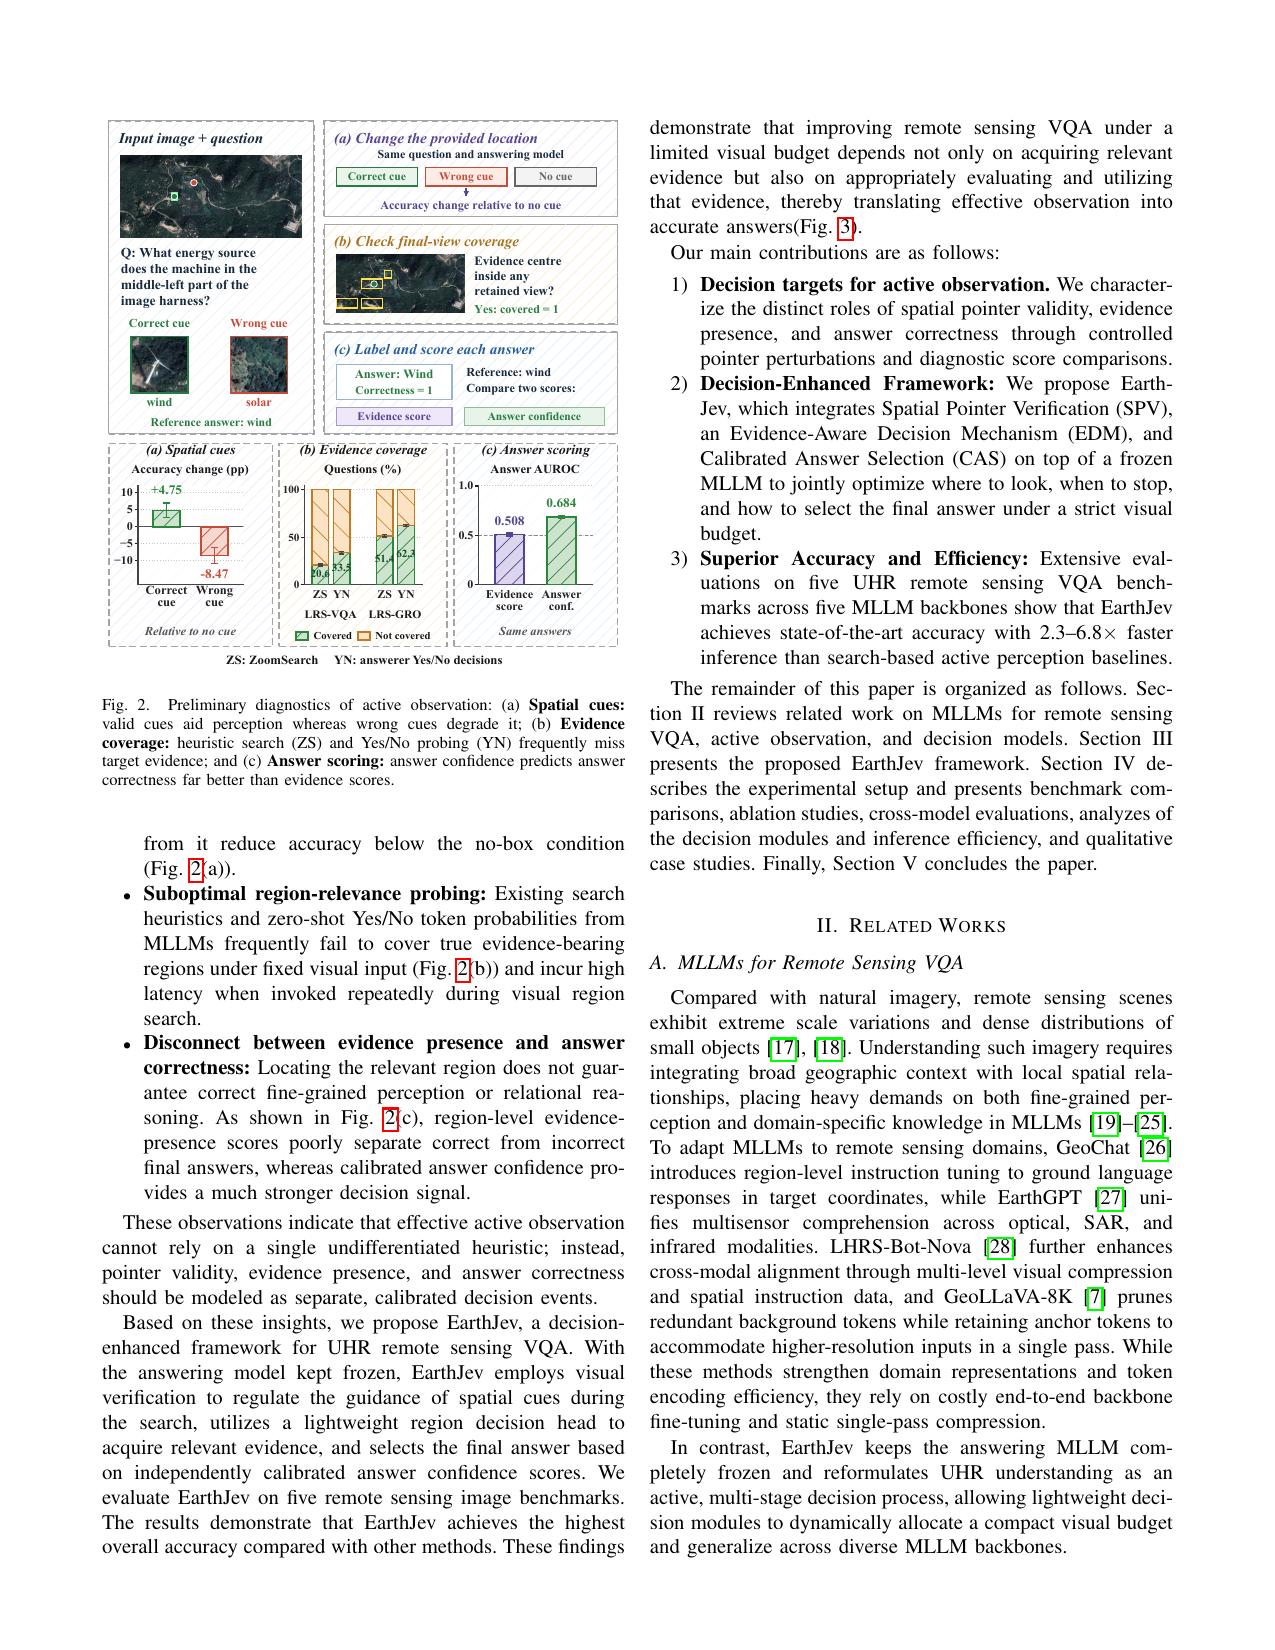 Input image + question
Q: What energy source
does the machine in the
middle-left part of the
image harness?
Correct cue
Wrong cue
wind
solar
Reference answer: wind
(a) Change the provided location
Same question and answering model
Correct cue
Wrong cue
No cue
Accuracy change relative to no cue
(b) Check final-view coverage
Evidence centre
inside any
retained view?
Yes: covered = 1
(c) Label and score each answer
Answer: Wind
Correctness = 1
Reference: wind
Compare two scores:
Evidence score
Answer confidence
(a) Spatial cues
Accuracy change (pp)
10
5
0
−5
−10
+4.75
-8.47
Correct cue
Wrong cue
Relative to no cue
(b) Evidence coverage
Questions (%)
100
50
0
20.6
33.5
51.4
62.3
ZS YN
ZS YN
LRS-VQA
LRS-GRO
Covered
Not covered
(c) Answer scoring
Answer AUROC
1.0
0.5
0
0.508
0.684
Evidence score
Answer conf.
Same answers
ZS: ZoomSearch YN: answerer Yes/No decisions
Fig. 2. Preliminary diagnostics of active observation: (a) Spatial cues:
valid cues aid perception whereas wrong cues degrade it; (b) Evidence
coverage: heuristic search (ZS) and Yes/No probing (YN) frequently miss
target evidence; and (c) Answer scoring: answer confidence predicts answer
correctness far better than evidence scores.
from it reduce accuracy below the no-box condition
(Fig. 2(a)).
• Suboptimal region-relevance probing: Existing search
heuristics and zero-shot Yes/No token probabilities from
MLLMs frequently fail to cover true evidence-bearing
regions under fixed visual input (Fig. 2(b)) and incur high
latency when invoked repeatedly during visual region
search.
• Disconnect between evidence presence and answer
correctness: Locating the relevant region does not guar-
antee correct fine-grained perception or relational rea-
soning. As shown in Fig. 2(c), region-level evidence-
presence scores poorly separate correct from incorrect
final answers, whereas calibrated answer confidence pro-
vides a much stronger decision signal.
These observations indicate that effective active observation
cannot rely on a single undifferentiated heuristic; instead,
pointer validity, evidence presence, and answer correctness
should be modeled as separate, calibrated decision events.
Based on these insights, we propose EarthJev, a decision-
enhanced framework for UHR remote sensing VQA. With
the answering model kept frozen, EarthJev employs visual
verification to regulate the guidance of spatial cues during
the search, utilizes a lightweight region decision head to
acquire relevant evidence, and selects the final answer based
on independently calibrated answer confidence scores. We
evaluate EarthJev on five remote sensing image benchmarks.
The results demonstrate that EarthJev achieves the highest
overall accuracy compared with other methods. These findings
demonstrate that improving remote sensing VQA under a
limited visual budget depends not only on acquiring relevant
evidence but also on appropriately evaluating and utilizing
that evidence, thereby translating effective observation into
accurate answers(Fig. 3).
Our main contributions are as follows:
1) Decision targets for active observation. We character-
ize the distinct roles of spatial pointer validity, evidence
presence, and answer correctness through controlled
pointer perturbations and diagnostic score comparisons.
2) Decision-Enhanced Framework: We propose Earth-
Jev, which integrates Spatial Pointer Verification (SPV),
an Evidence-Aware Decision Mechanism (EDM), and
Calibrated Answer Selection (CAS) on top of a frozen
MLLM to jointly optimize where to look, when to stop,
and how to select the final answer under a strict visual
budget.
3) Superior Accuracy and Efficiency: Extensive eval-
uations on five UHR remote sensing VQA bench-
marks across five MLLM backbones show that EarthJev
achieves state-of-the-art accuracy with 2.3–6.8× faster
inference than search-based active perception baselines.
The remainder of this paper is organized as follows. Sec-
tion II reviews related work on MLLMs for remote sensing
VQA, active observation, and decision models. Section III
presents the proposed EarthJev framework. Section IV de-
scribes the experimental setup and presents benchmark com-
parisons, ablation studies, cross-model evaluations, analyzes of
the decision modules and inference efficiency, and qualitative
case studies. Finally, Section V concludes the paper.
II. RELATED WORKS
A. MLLMs for Remote Sensing VQA
Compared with natural imagery, remote sensing scenes
exhibit extreme scale variations and dense distributions of
small objects [17], [18]. Understanding such imagery requires
integrating broad geographic context with local spatial rela-
tionships, placing heavy demands on both fine-grained per-
ception and domain-specific knowledge in MLLMs [19]–[25].
To adapt MLLMs to remote sensing domains, GeoChat [26]
introduces region-level instruction tuning to ground language
responses in target coordinates, while EarthGPT [27] uni-
fies multisensor comprehension across optical, SAR, and
infrared modalities. LHRS-Bot-Nova [28] further enhances
cross-modal alignment through multi-level visual compression
and spatial instruction data, and GeoLLaVA-8K [7] prunes
redundant background tokens while retaining anchor tokens to
accommodate higher-resolution inputs in a single pass. While
these methods strengthen domain representations and token
encoding efficiency, they rely on costly end-to-end backbone
fine-tuning and static single-pass compression.
In contrast, EarthJev keeps the answering MLLM com-
pletely frozen and reformulates UHR understanding as an
active, multi-stage decision process, allowing lightweight deci-
sion modules to dynamically allocate a compact visual budget
and generalize across diverse MLLM backbones.